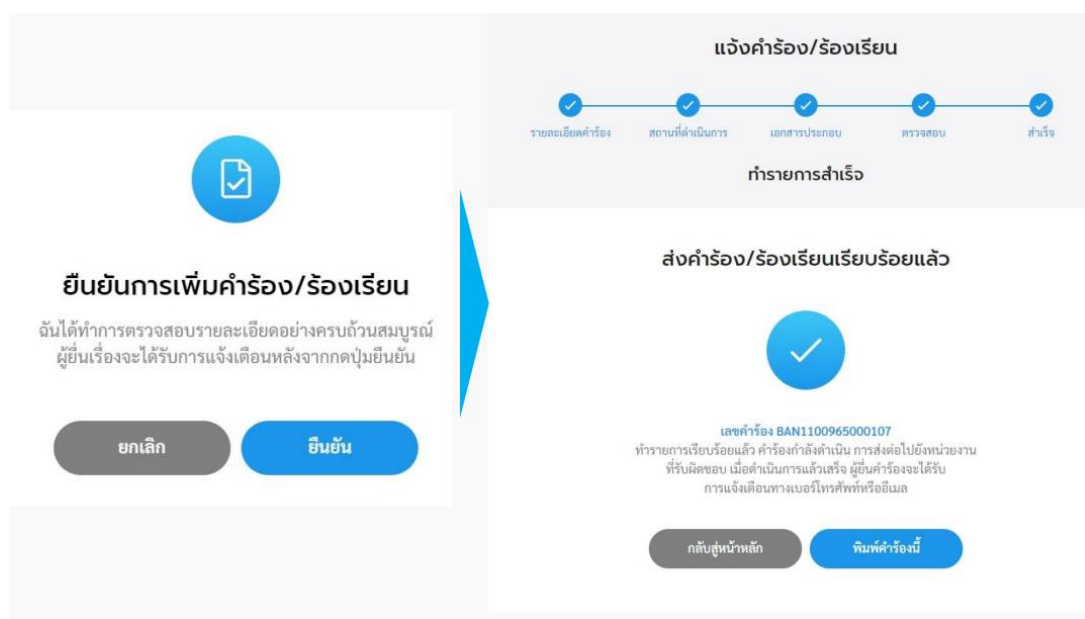 ยืนยันการเพิ่มคำร้อง/ร้องเรียน
ฉันได้ทำการตรวจสอบรายละเอียดอย่างครบถ้วนสมบูรณ์
ผู้ยื่นเรื่องจะได้รับการแจ้งเตือนหลังจากกดปุ่มยืนยัน
ยกเลิก
ยืนยัน
แจ้งคำร้อง/ร้องเรียน
รายละเอียดคำร้อง
สถานที่ดำเนินการ
เอกสารประกอบ
ตรวจสอบ
สำเร็จ
ทำรายการสำเร็จ
ส่งคำร้อง/ร้องเรียนเรียบร้อยแล้ว
เลขคำร้อง BAN1100965000107
ทำรายการเรียบร้อยแล้ว คำร้องกำลังดำเนิน การส่งต่อไปยังหน่วยงาน
ที่รับผิดชอบ เมื่อดำเนินการแล้วเสร็จ ผู้ยื่นคำร้องจะได้รับ
การแจ้งเตือนทางเบอร์โทรศัพท์หรืออีเมล
กลับสู่หน้าหลัก
พิมพ์คำร้องนี้